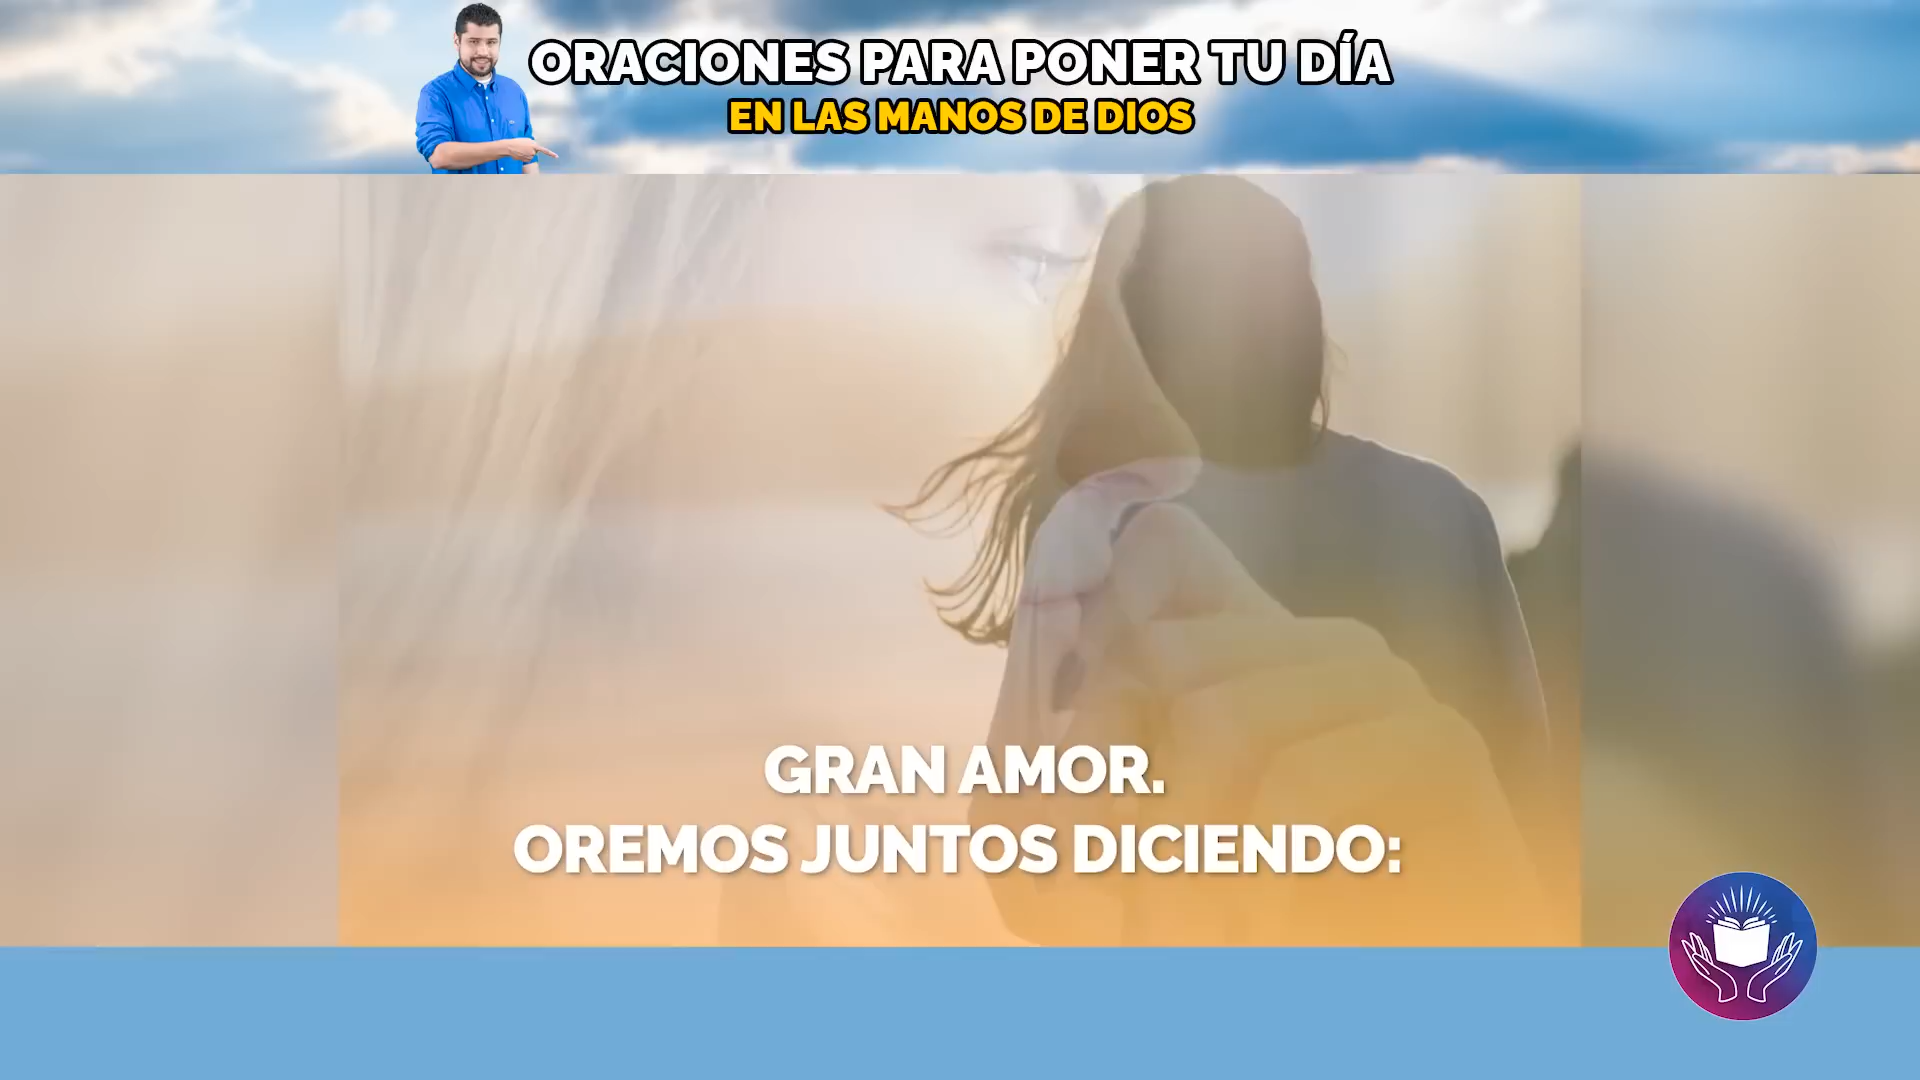 ORACIONES PARA PONER TU DÍA
EN LAS MANOS DE DIOS
GRAN AMOR.
OREMOS JUNTOS DICIENDO: